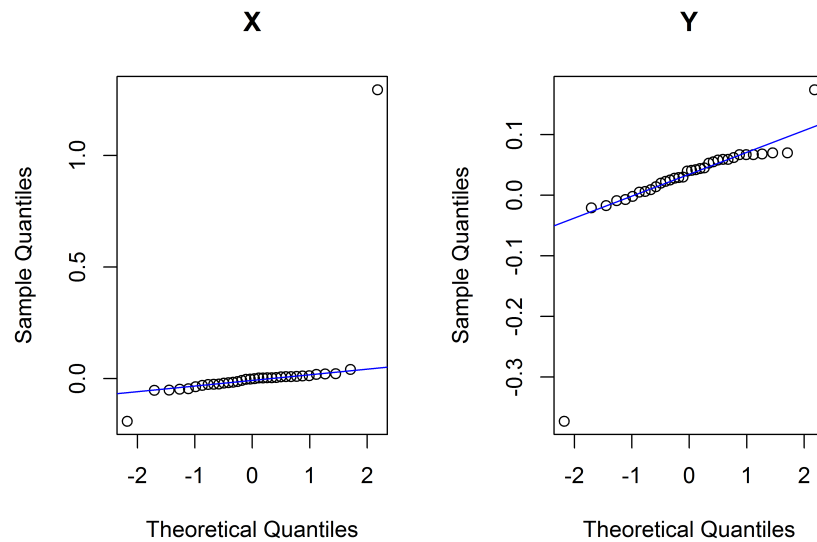 X
Sample Quantiles
1.0
0.5
0.0
-2 -1 0 1 2
Theoretical Quantiles
Y
Sample Quantiles
0.1
0.0
-0.1
-0.2
-0.3
-2 -1 0 1 2
Theoretical Quantiles